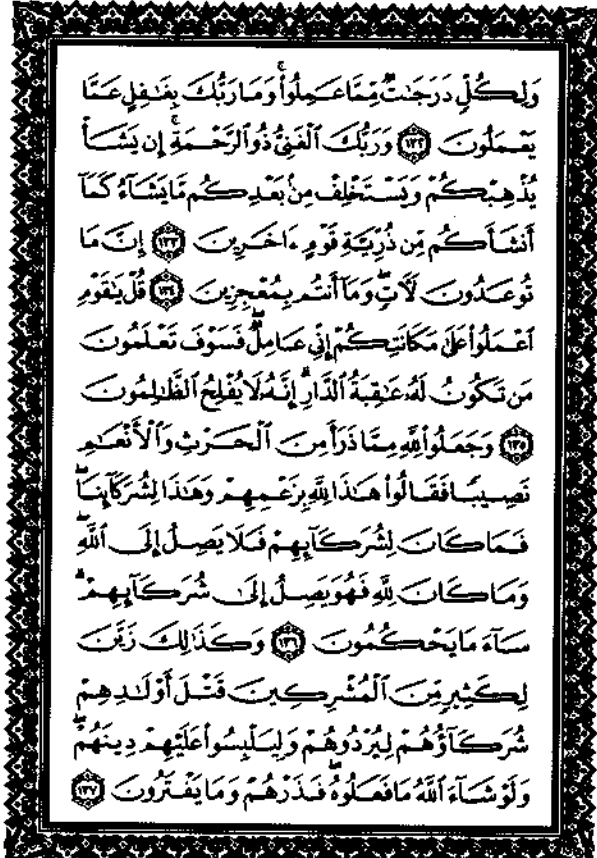 وَلِكُلٍّ دَرَجَٰتٌ مِّمَّا عَمِلُوا۟ ۚ وَمَا رَبُّكَ بِغَٰفِلٍ عَمَّا
يَعْمَلُونَ ١٣٢ وَرَبُّكَ ٱلْغَنِىُّ ذُو ٱلرَّحْمَةِ ۚ إِن يَشَأْ
يُذْهِبْكُمْ وَيَسْتَخْلِفْ مِنۢ بَعْدِكُم مَّا يَشَآءُ كَمَآ
أَنشَأَكُم مِّن ذُرِّيَّةِ قَوْمٍ ءَاخَرِينَ ١٣٣ إِنَّ مَا
تُوعَدُونَ لَءَاتٍ ۖ وَمَآ أَنتُم بِمُعْجِزِينَ ١٣٤ قُلْ يَٰقَوْمِ
ٱعْمَلُوا۟ عَلَىٰ مَكَانَتِكُمْ إِنِّى عَامِلٌ ۖ فَسَوْفَ تَعْلَمُونَ
مَن تَكُونُ لَهُۥ عَٰقِبَةُ ٱلدَّارِ ۗ إِنَّهُۥ لَا يُفْلِحُ ٱلظَّٰلِمُونَ
١٣٥ وَجَعَلُوا۟ لِلَّهِ مِمَّا ذَرَأَ مِنَ ٱلْحَرْثِ وَٱلْأَنْعَٰمِ
نَصِيبًا فَقَالُوا۟ هَٰذَا لِلَّهِ بِزَعْمِهِمْ وَهَٰذَا لِشُرَكَآئِنَا ۖ
فَمَا كَانَ لِشُرَكَآئِهِمْ فَلَا يَصِلُ إِلَى ٱللَّهِ ۖ
وَمَا كَانَ لِلَّهِ فَهُوَ يَصِلُ إِلَىٰ شُرَكَآئِهِمْ ۗ
سَآءَ مَا يَحْكُمُونَ ١٣٦ وَكَذَٰلِكَ زَيَّنَ
لِكَثِيرٍ مِّنَ ٱلْمُشْرِكِينَ قَتْلَ أَوْلَٰدِهِمْ
شُرَكَآؤُهُمْ لِيُرْدُوهُمْ وَلِيَلْبِسُوا۟ عَلَيْهِمْ دِينَهُمْ ۖ
وَلَوْ شَآءَ ٱللَّهُ مَا فَعَلُوهُ ۖ فَذَرْهُمْ وَمَا يَفْتَرُونَ ١٣٧